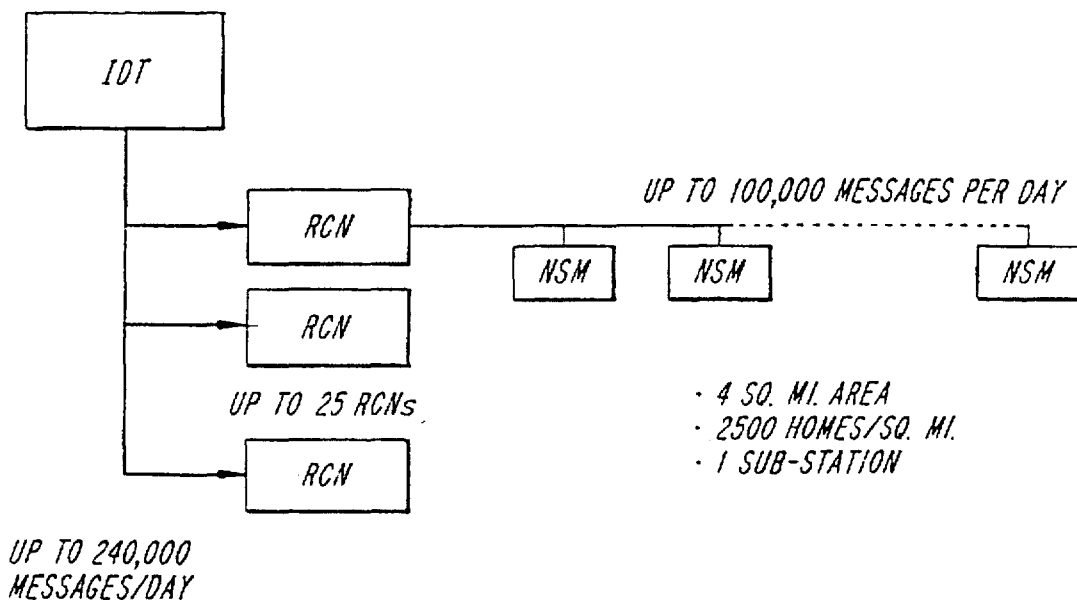 IDT
UP TO 100,000 MESSAGES PER DAY
RCN
NSM
NSM
NSM
RCN
UP TO 25 RCNs
RCN
· 4 SQ. MI. AREA
· 2500 HOMES/SQ. MI.
· 1 SUB-STATION
UP TO 240,000
MESSAGES/DAY